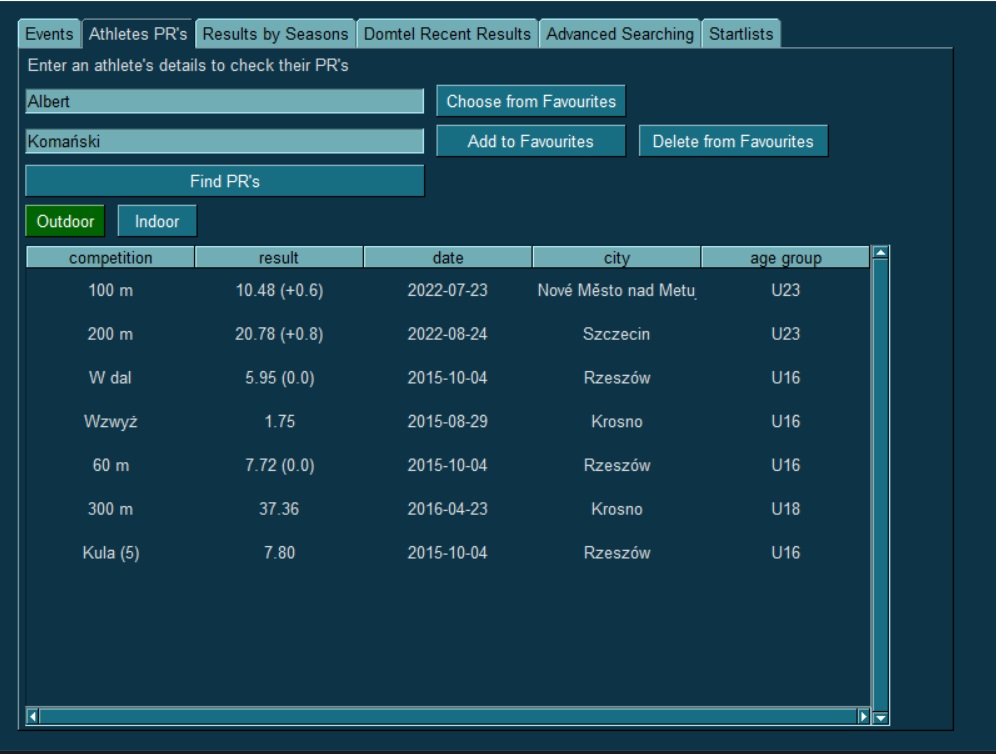 Events Athletes PR's Results by Seasons Domtel Recent Results Advanced Searching Startlists
Enter an athlete's details to check their PR's
Albert Choose from Favourites
Komański Add to Favourites Delete from Favourites
Find PR's
Outdoor Indoor
competition result date city age group
100 m 10.48 (+0.6) 2022-07-23 Nové Město nad Metu U23
200 m 20.78 (+0.8) 2022-08-24 Szczecin U23
W dal 5.95 (0.0) 2015-10-04 Rzeszów U16
Wzwyż 1.75 2015-08-29 Krosno U16
60 m 7.72 (0.0) 2015-10-04 Rzeszów U16
300 m 37.36 2016-04-23 Krosno U18
Kula (5) 7.80 2015-10-04 Rzeszów U16